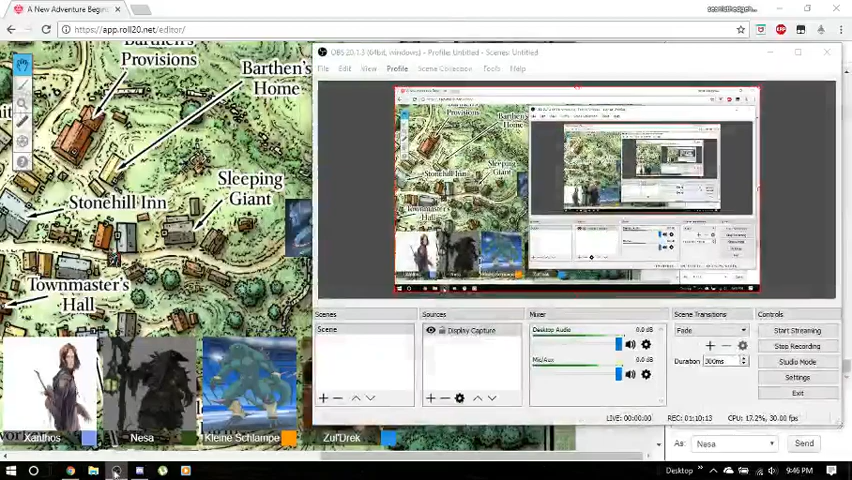 A New Adventure Begin
https://app.roll20.net/editor/
Barthen's
Provisions
Barthen's
Home
Stonehill Inn
Sleeping
Giant
Townmaster's
Hall
Xanthos
Nesa
Kleine Schlampe
Zul'Drek
OBS 20.1.3 (64bit, windows) - Profile: Untitled - Scenes: Untitled
File Edit View Profile Scene Collection Tools Help
Scenes
Scene
Sources
Display Capture
Mixer
Desktop Audio 0.0 dB
Mic/Aux 0.0 dB
Scene Transitions
Fade
Duration 300ms
Controls
Start Streaming
Stop Recording
Studio Mode
Settings
Exit
LIVE: 00:00:00 REC: 01:10:13 CPU: 17.2%, 30.00 fps
As: Nesa Send
Desktop 9:46 PM